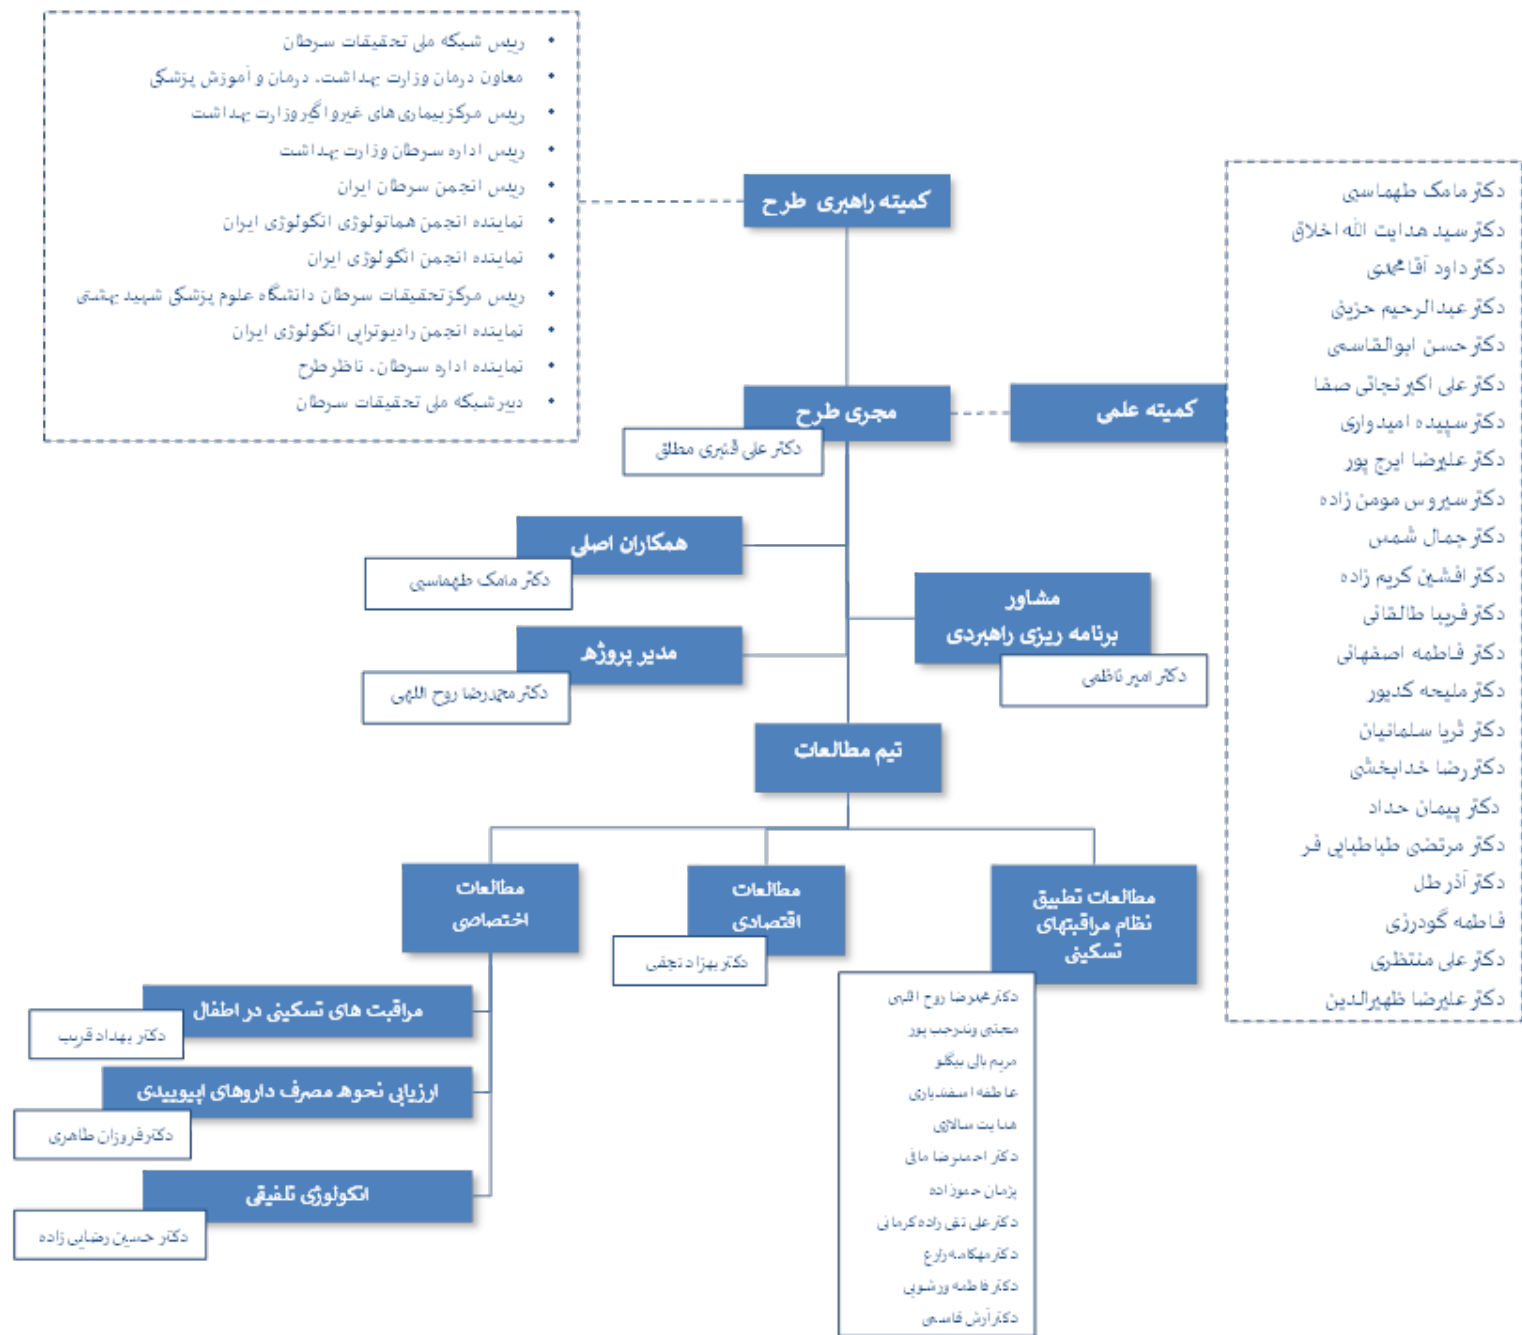 رییس شبکه ملی تحقیقات سرطان
معاون درمان وزارت بهداشت، درمان و آموزش پزشکی
رییس مرکز بیماری های غیرواگیر وزارت بهداشت
رییس اداره سرطان وزارت بهداشت
رییس انجمن سرطان ایران
نماینده انجمن هماتولوژی انکولوژی ایران
نماینده انجمن انکولوژی ایران
رییس مرکز تحقیقات سرطان دانشگاه علوم پزشکی شهید بهشتی
نماینده انجمن رادیوتراپی انکولوژی ایران
نماینده اداره سرطان، ناظر طرح
دبیر شبکه ملی تحقیقات سرطان
کمیته راهبری طرح
مجری طرح
دکتر علی قنبری مطلق
کمیته علمی
دکتر مامک طهماسبی
دکتر سید هدایت الله اخلاق
دکتر داود آقامحمدی
دکتر عبدالرحیم حزینی
دکتر حسن ابوالقاسمی
دکتر علی اکبر نجاتی صفا
دکتر سپیده امیدواری
دکتر علیرضا ایرج پور
دکتر سیروس مومن زاده
دکتر جمال شمس
دکتر افشین کریم زاده
دکتر فریبا طالقانی
دکتر فاطمه اصفهانی
دکتر ملیحه کدیور
دکتر ثریا سلمانیان
دکتر رضا خدابخشی
دکتر پیمان حداد
دکتر مرتضی طباطبایی فر
دکتر آذر طل
فاطمه گودرزی
دکتر علی منتظری
دکتر علیرضا ظهیرالدین
همکاران اصلی
دکتر مامک طهماسبی
مشاور
برنامه ریزی راهبردی
دکتر امیر ناظمی
مدیر پروژه
دکتر محمدرضا روح اللهی
تیم مطالعات
مطالعات تطبیق
نظام مراقبتهای
تسکینی
دکتر محمدرضا روح اللهی
مجتبی وندرجب پور
مریم بالی بیگلو
عاطفه اسفندیاری
هدایت سالاری
دکتر احمدرضا مافی
پژمان حموزاده
دکتر علی تقی زاده کرمانی
دکتر مهکامه زارع
دکتر فاطمه ورشویی
دکتر آرش قاسمی
مطالعات
اقتصادی
دکتر بهزاد نجفی
مطالعات
اختصاصی
مراقبت های تسکینی در اطفال
دکتر بهداد قریب
ارزیابی نحوه مصرف داروهای اپیوییدی
دکتر فروزان طاهری
انکولوژی تلفیقی
دکتر حسین رضایی زاده